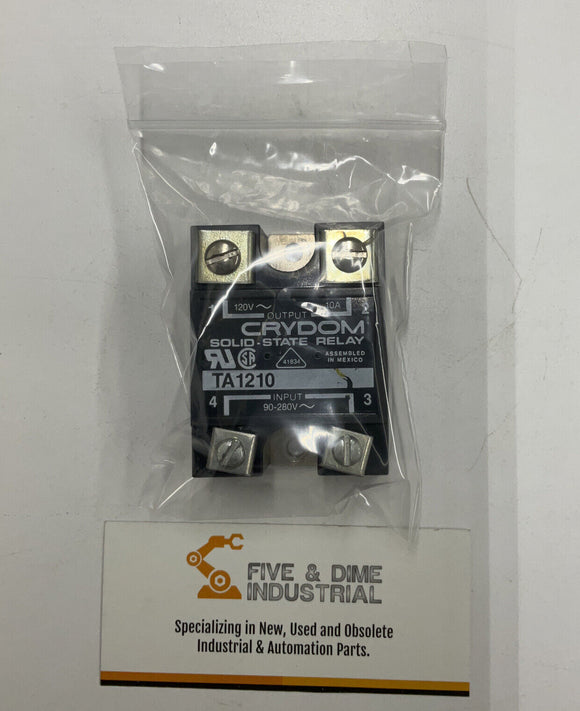 1 120V~ 10A 2
OUTPUT
CRYDOM
SOLID-STATE RELAY
ASSEMBLED
IN MEXICO
41834
TA1210
4 INPUT 3
90-280V~
FIVE & DIME
INDUSTRIAL
Specializing in New, Used and Obsolete
Industrial & Automation Parts.